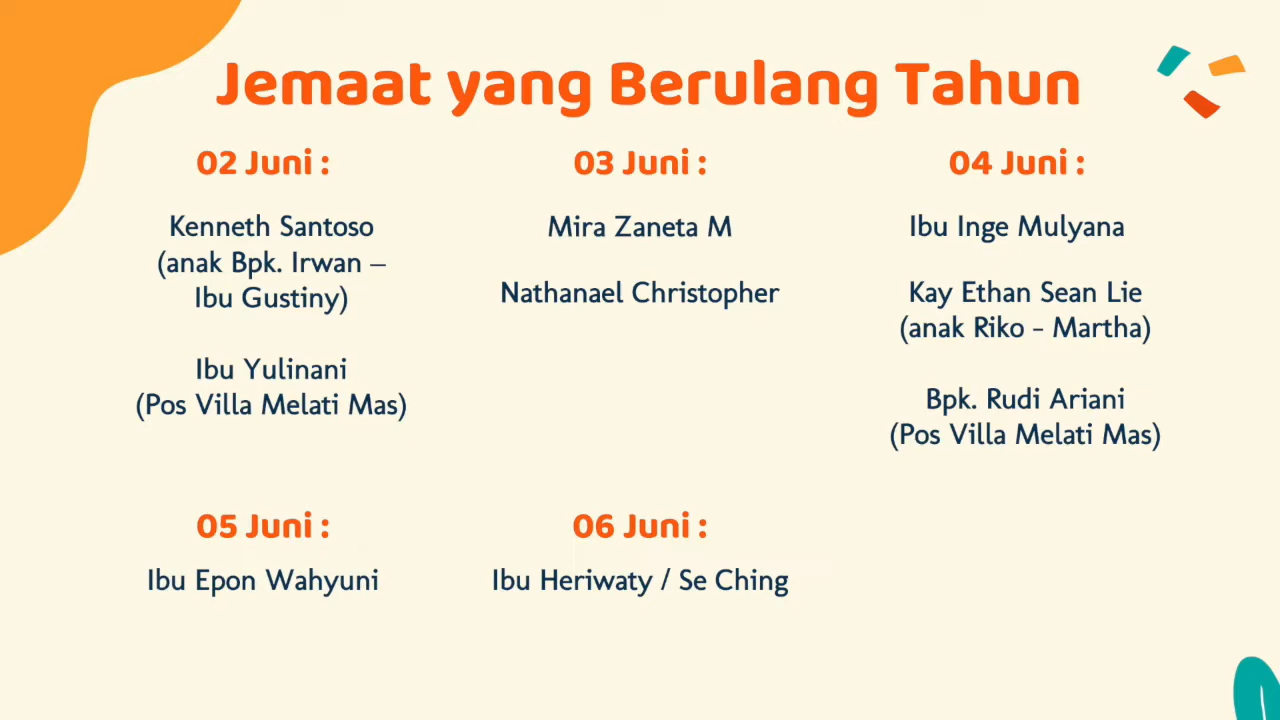 Jemaat yang Berulang Tahun
02 Juni :
Kenneth Santoso
(anak Bpk. Irwan –
Ibu Gustiny)
Ibu Yulinani
(Pos Villa Melati Mas)
03 Juni :
Mira Zaneta M
Nathanael Christopher
04 Juni :
Ibu Inge Mulyana
Kay Ethan Sean Lie
(anak Riko - Martha)
Bpk. Rudi Ariani
(Pos Villa Melati Mas)
05 Juni :
Ibu Epon Wahyuni
06 Juni :
Ibu Heriwaty / Se Ching